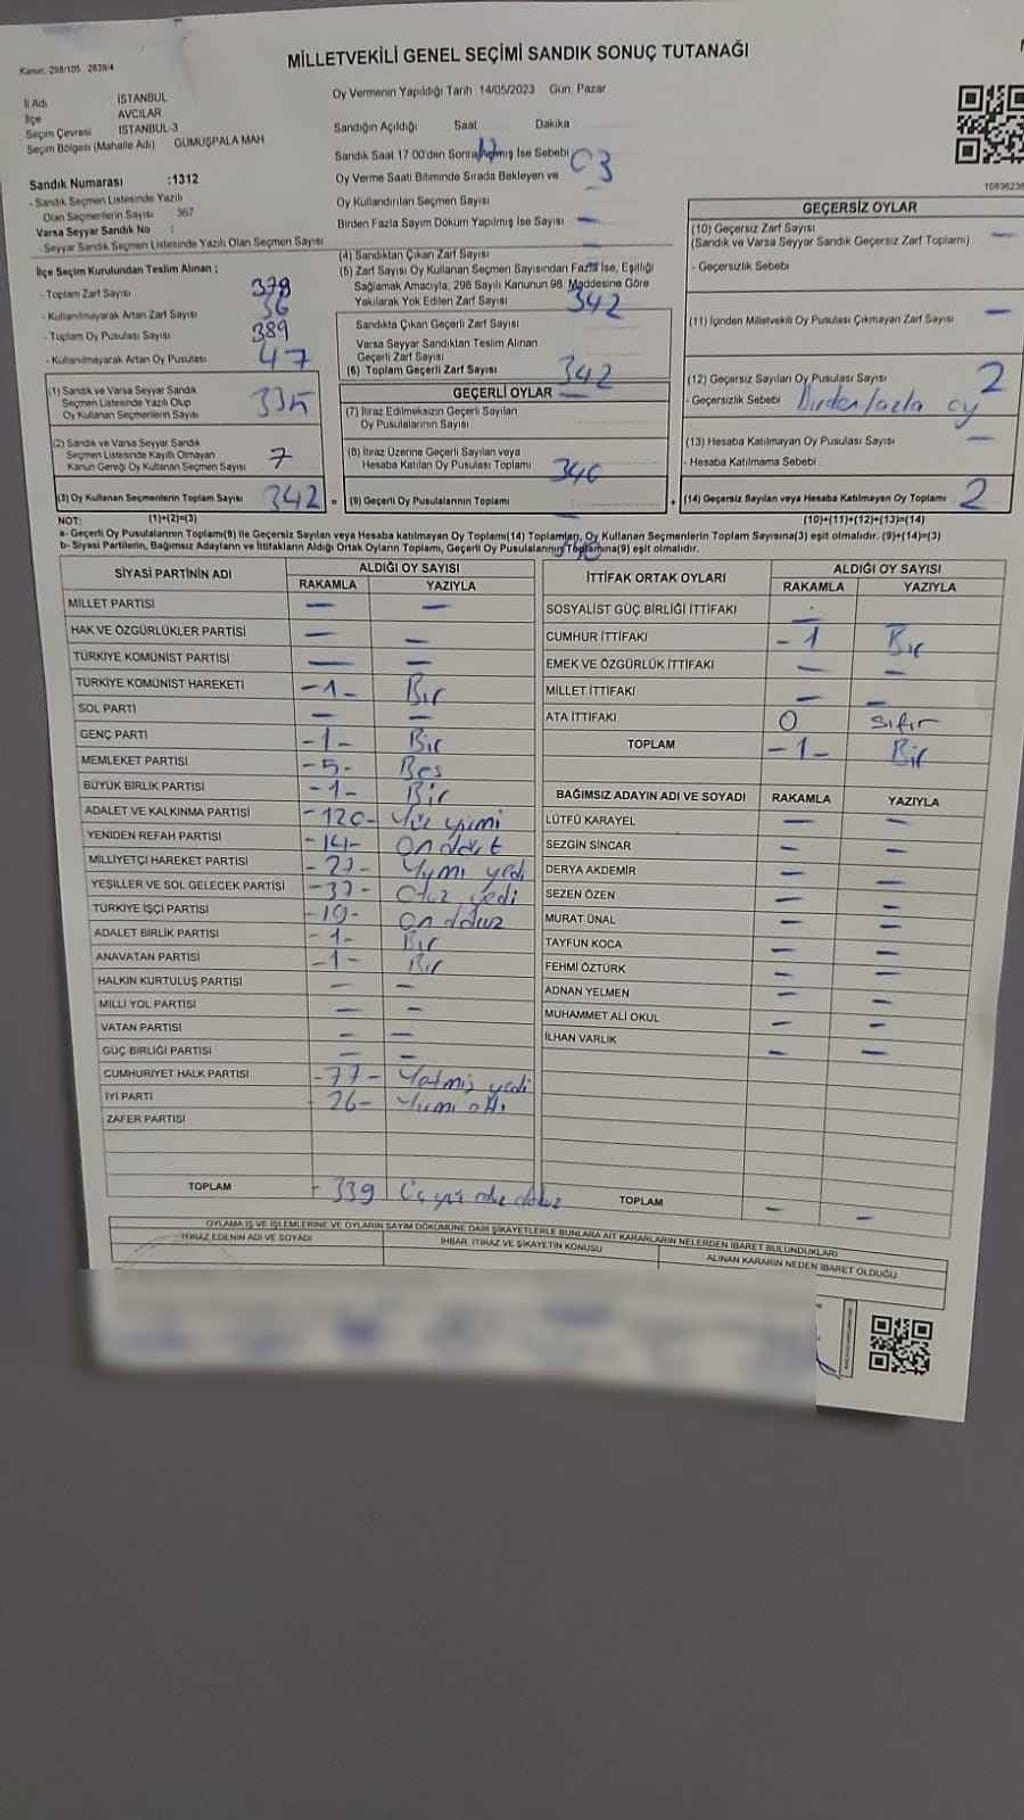 MİLLETVEKİLİ GENEL SEÇİMİ SANDIK SONUÇ TUTANAĞI
Kanun: 298/105 2839/4
İl Adı İSTANBUL
İlçe AVCILAR
Seçim Çevresi İSTANBUL-3
Seçim Bölgesi (Mahalle Adı) GÜMÜŞPALA MAH
Sandık Numarası :1312
- Sandık Seçmen Listesinde Yazılı
Olan Seçmenlerin Sayısı 367
Varsa Seyyar Sandık No :
- Seyyar Sandık Seçmen Listesinde Yazılı Olan Seçmen Sayısı
Oy Vermenin Yapıldığı Tarih 14/05/2023 Gün: Pazar
Sandığın Açıldığı Saat Dakika
Sandık Saat 17.00'den Sonra Açılmış İse Sebebi
Oy Verme Saati Bitiminde Sırada Bekleyen ve 03
Oy Kullandırılan Seçmen Sayısı
Birden Fazla Sayım Döküm Yapılmış İse Sayısı —
İlçe Seçim Kurulundan Teslim Alınan :
- Toplam Zarf Sayısı 378
- Kullanılmayarak Artan Zarf Sayısı 36
- Toplam Oy Pusulası Sayısı 389
- Kullanılmayarak Artan Oy Pusulası 47
(1) Sandık ve Varsa Seyyar Sandık
Seçmen Listesinde Yazılı Olup
Oy Kullanan Seçmenlerin Sayısı 335
(2) Sandık ve Varsa Seyyar Sandık
Seçmen Listesinde Kayıtlı Olmayan
Kanun Gereği Oy Kullanan Seçmen Sayısı 7
(3) Oy Kullanan Seçmenlerin Toplam Sayısı 342 =
(1)+(2)=(3)
(4) Sandıktan Çıkan Zarf Sayısı
(5) Zarf Sayısı Oy Kullanan Seçmen Sayısından Fazla İse, Eşitliği
Sağlamak Amacıyla, 298 Sayılı Kanunun 98. Maddesine Göre
Yakılarak Yok Edilen Zarf Sayısı 342
Sandıkta Çıkan Geçerli Zarf Sayısı
Varsa Seyyar Sandıktan Teslim Alınan
Geçerli Zarf Sayısı
(6) Toplam Geçerli Zarf Sayısı 342
GEÇERLİ OYLAR
(7) İtiraz Edilmeksizin Geçerli Sayılan
Oy Pusulalarının Sayısı
(8) İtiraz Üzerine Geçerli Sayılan veya
Hesaba Katılan Oy Pusulası Toplamı 340
(9) Geçerli Oy Pusulalarının Toplamı +
GEÇERSİZ OYLAR
(10) Geçersiz Zarf Sayısı —
(Sandık ve Varsa Seyyar Sandık Geçersiz Zarf Toplamı)
- Geçersizlik Sebebi
(11) İçinden Milletvekili Oy Pusulası Çıkmayan Zarf Sayısı —
(12) Geçersiz Sayılan Oy Pusulası Sayısı 2
- Geçersizlik Sebebi Birden fazla oy
(13) Hesaba Katılmayan Oy Pusulası Sayısı —
- Hesaba Katılmama Sebebi
(14) Geçersiz Sayılan veya Hesaba Katılmayan Oy Toplamı 2
(10)+(11)+(12)+(13)=(14)
NOT:
a- Geçerli Oy Pusulalarının Toplamı(9) ile Geçersiz Sayılan veya Hesaba katılmayan Oy Toplamı(14) Toplamları, Oy Kullanan Seçmenlerin Toplam Sayısına(3) eşit olmalıdır. (9)+(14)=(3)
b- Siyasi Partilerin, Bağımsız Adayların ve İttifakların Aldığı Ortak Oyların Toplamı, Geçerli Oy Pusulalarının Toplamına(9) eşit olmalıdır.
SİYASİ PARTİNİN ADI ALDIĞI OY SAYISI
RAKAMLA YAZIYLA
MİLLET PARTİSİ — —
HAK VE ÖZGÜRLÜKLER PARTİSİ — —
TÜRKİYE KOMÜNİST PARTİSİ — —
TÜRKİYE KOMÜNİST HAREKETİ -1- Bir
SOL PARTİ — —
GENÇ PARTİ -1- Bir
MEMLEKET PARTİSİ -5- Beş
BÜYÜK BİRLİK PARTİSİ -1- Bir
ADALET VE KALKINMA PARTİSİ -120- Yüz yirmi
YENİDEN REFAH PARTİSİ -14- On dört
MİLLİYETÇİ HAREKET PARTİSİ -27- Yirmi yedi
YEŞİLLER VE SOL GELECEK PARTİSİ -37- Otuz yedi
TÜRKİYE İŞÇİ PARTİSİ -19- On dokuz
ADALET BİRLİK PARTİSİ -1- Bir
ANAVATAN PARTİSİ -1- Bir
HALKIN KURTULUŞ PARTİSİ — —
MİLLİ YOL PARTİSİ — —
VATAN PARTİSİ — —
GÜÇ BİRLİĞİ PARTİSİ — —
CUMHURİYET HALK PARTİSİ -77- Yetmiş yedi
İYİ PARTİ 26- Yirmi altı
ZAFER PARTİSİ
TOPLAM - 339 Üç yüz otuz dokuz
İTTİFAK ORTAK OYLARI ALDIĞI OY SAYISI
RAKAMLA YAZIYLA
SOSYALİST GÜÇ BİRLİĞİ İTTİFAKI —
CUMHUR İTTİFAKI -1 Bir
EMEK VE ÖZGÜRLÜK İTTİFAKI — —
MİLLET İTTİFAKI — —
ATA İTTİFAKI 0 Sıfır
TOPLAM -1- Bir
BAĞIMSIZ ADAYIN ADI VE SOYADI RAKAMLA YAZIYLA
LÜTFÜ KARAYEL — —
SEZGİN SİNCAR — —
DERYA AKDEMİR — —
SEZEN ÖZEN — —
MURAT ÜNAL — —
TAYFUN KOCA — —
FEHMİ ÖZTÜRK — —
ADNAN YELMEN — —
MUHAMMET ALİ OKUL — —
İLHAN VARLIK — —
TOPLAM — —
OYLAMA İŞ VE İŞLEMLERİNE VE OYLARIN SAYIM DÖKÜMÜNE DAİR ŞİKAYETLERLE BUNLARA AİT KARARLARIN NELERDEN İBARET BULUNDUKLARI
İTİRAZ EDENİN ADI VE SOYADI İHBAR, İTİRAZ VE ŞİKAYETİN KONUSU ALINAN KARARIN NEDEN İBARET OLDUĞU